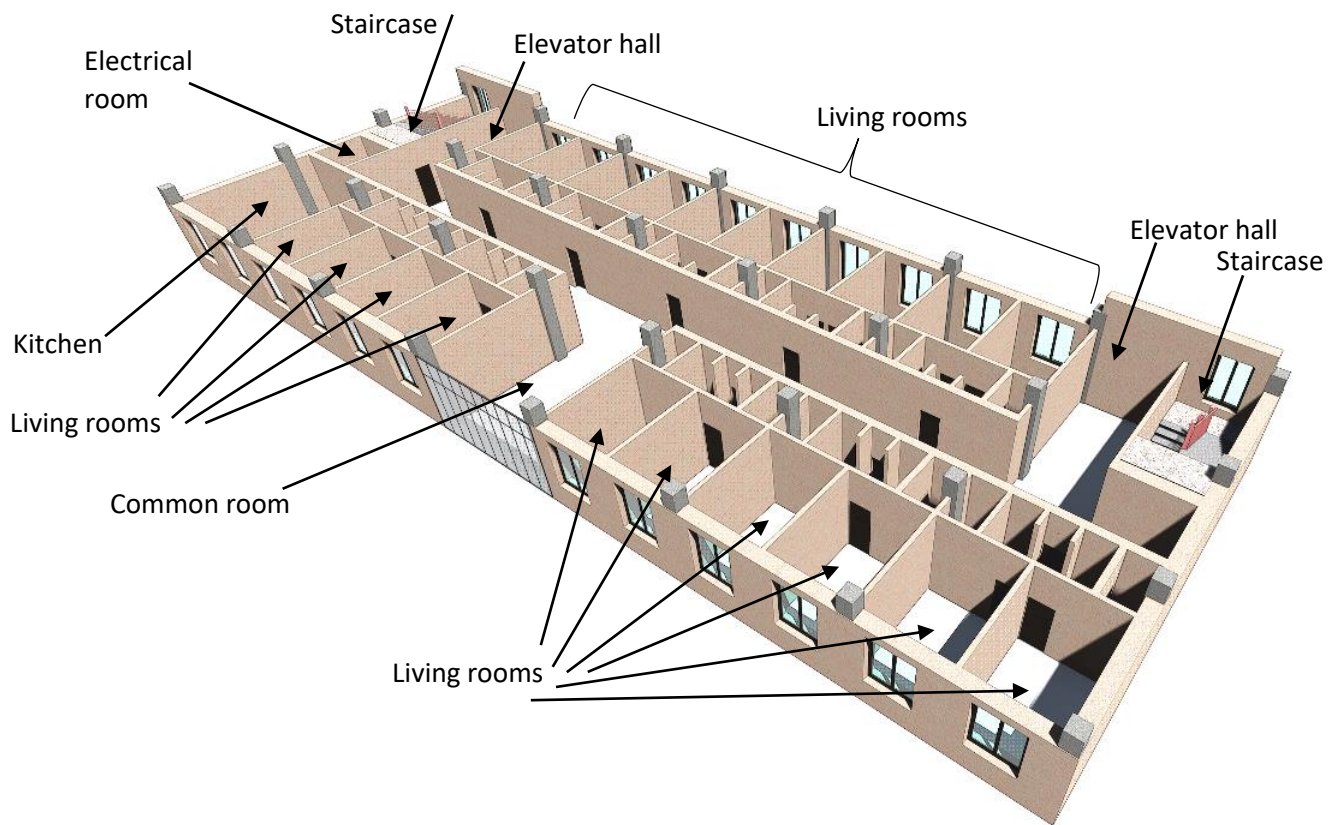 Staircase
Elevator hall
Electrical
room
Living rooms
Elevator hall
Staircase
Kitchen
Living rooms
Common room
Living rooms